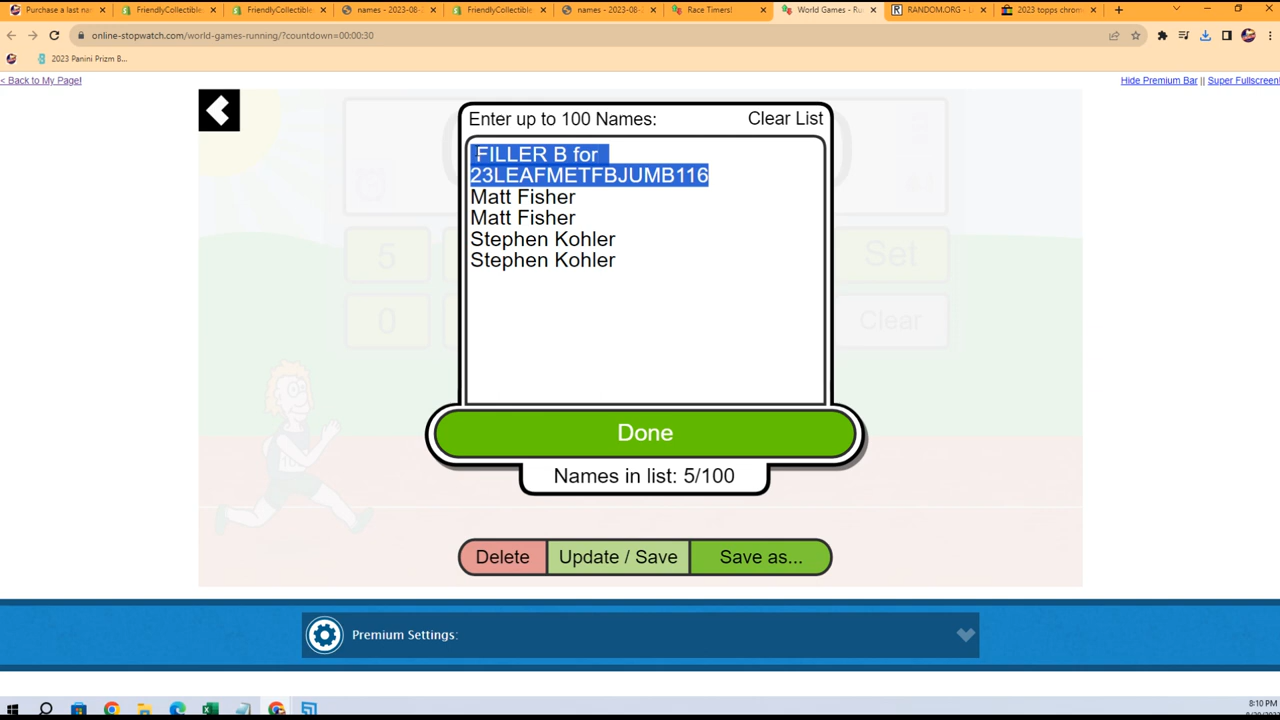 Purchase a last na
FriendlyCollectible
FriendlyCollectible
names - 2023-08-
FriendlyCollectible
names - 2023-08-
Race Timers!
World Games - Ru
RANDOM.ORG - L
2023 topps chrom
online-stopwatch.com/world-games-running/?countdown=00:00:30
2023 Panini Prizm B...
< Back to My Page!
Hide Premium Bar || Super Fullscreen!
Enter up to 100 Names:
Clear List
FILLER B for
23LEAFMETFBJUMB116
Matt Fisher
Matt Fisher
Stephen Kohler
Stephen Kohler
5
Set
0
Clear
Done
Names in list: 5/100
Delete
Update / Save
Save as...
Premium Settings:
8:10 PM